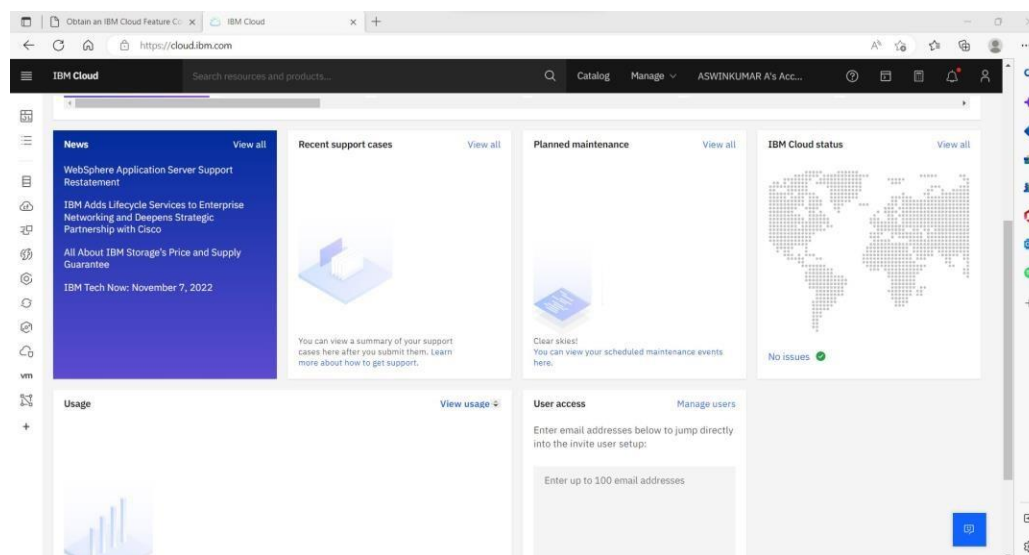 Obtain an IBM Cloud Feature Co
IBM Cloud
https://cloud.ibm.com
IBM Cloud
Search resources and products...
Catalog
Manage
ASWINKUMAR A's Acc...
News
View all
WebSphere Application Server Support
Restatement
IBM Adds Lifecycle Services to Enterprise
Networking and Deepens Strategic
Partnership with Cisco
All About IBM Storage's Price and Supply
Guarantee
IBM Tech Now: November 7, 2022
Recent support cases
View all
You can view a summary of your support
cases here after you submit them. Learn
more about how to get support.
Planned maintenance
View all
Clear skies!
You can view your scheduled maintenance events
here.
IBM Cloud status
View all
No issues
vm
Usage
View usage
User access
Manage users
Enter email addresses below to jump directly
into the invite user setup:
Enter up to 100 email addresses